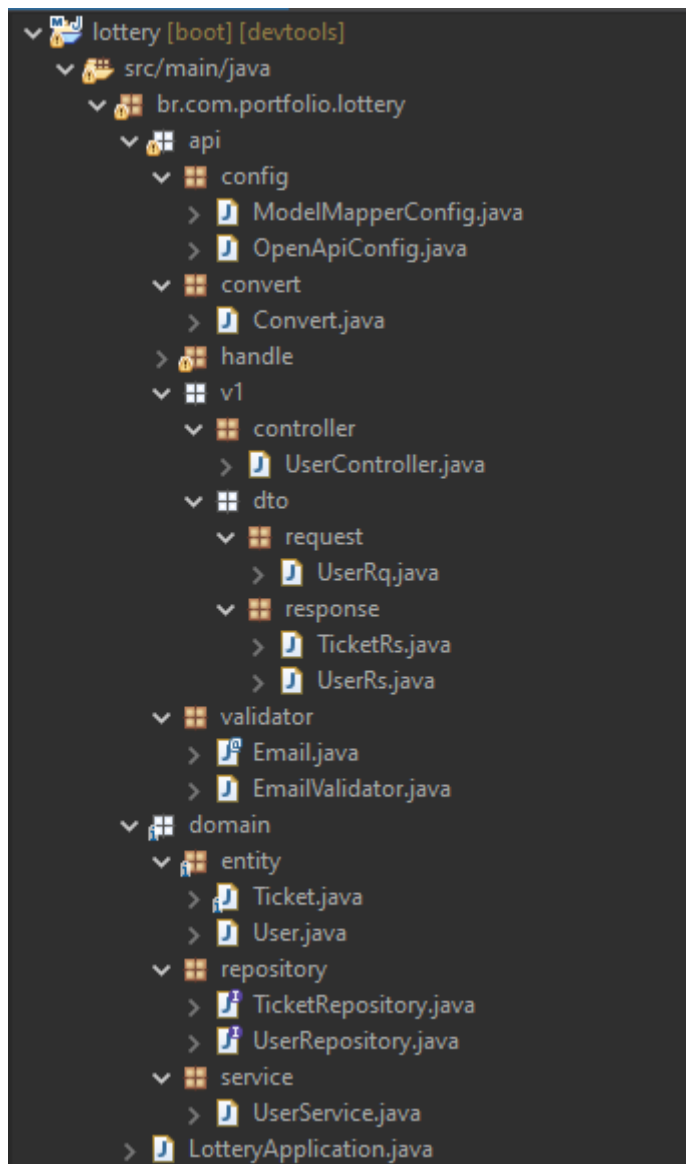 lottery [boot] [devtools]
src/main/java
br.com.portfolio.lottery
api
config
ModelMapperConfig.java
OpenApiConfig.java
convert
Convert.java
handle
v1
controller
UserController.java
dto
request
UserRq.java
response
TicketRs.java
UserRs.java
validator
Email.java
EmailValidator.java
domain
entity
Ticket.java
User.java
repository
TicketRepository.java
UserRepository.java
service
UserService.java
LotteryApplication.java